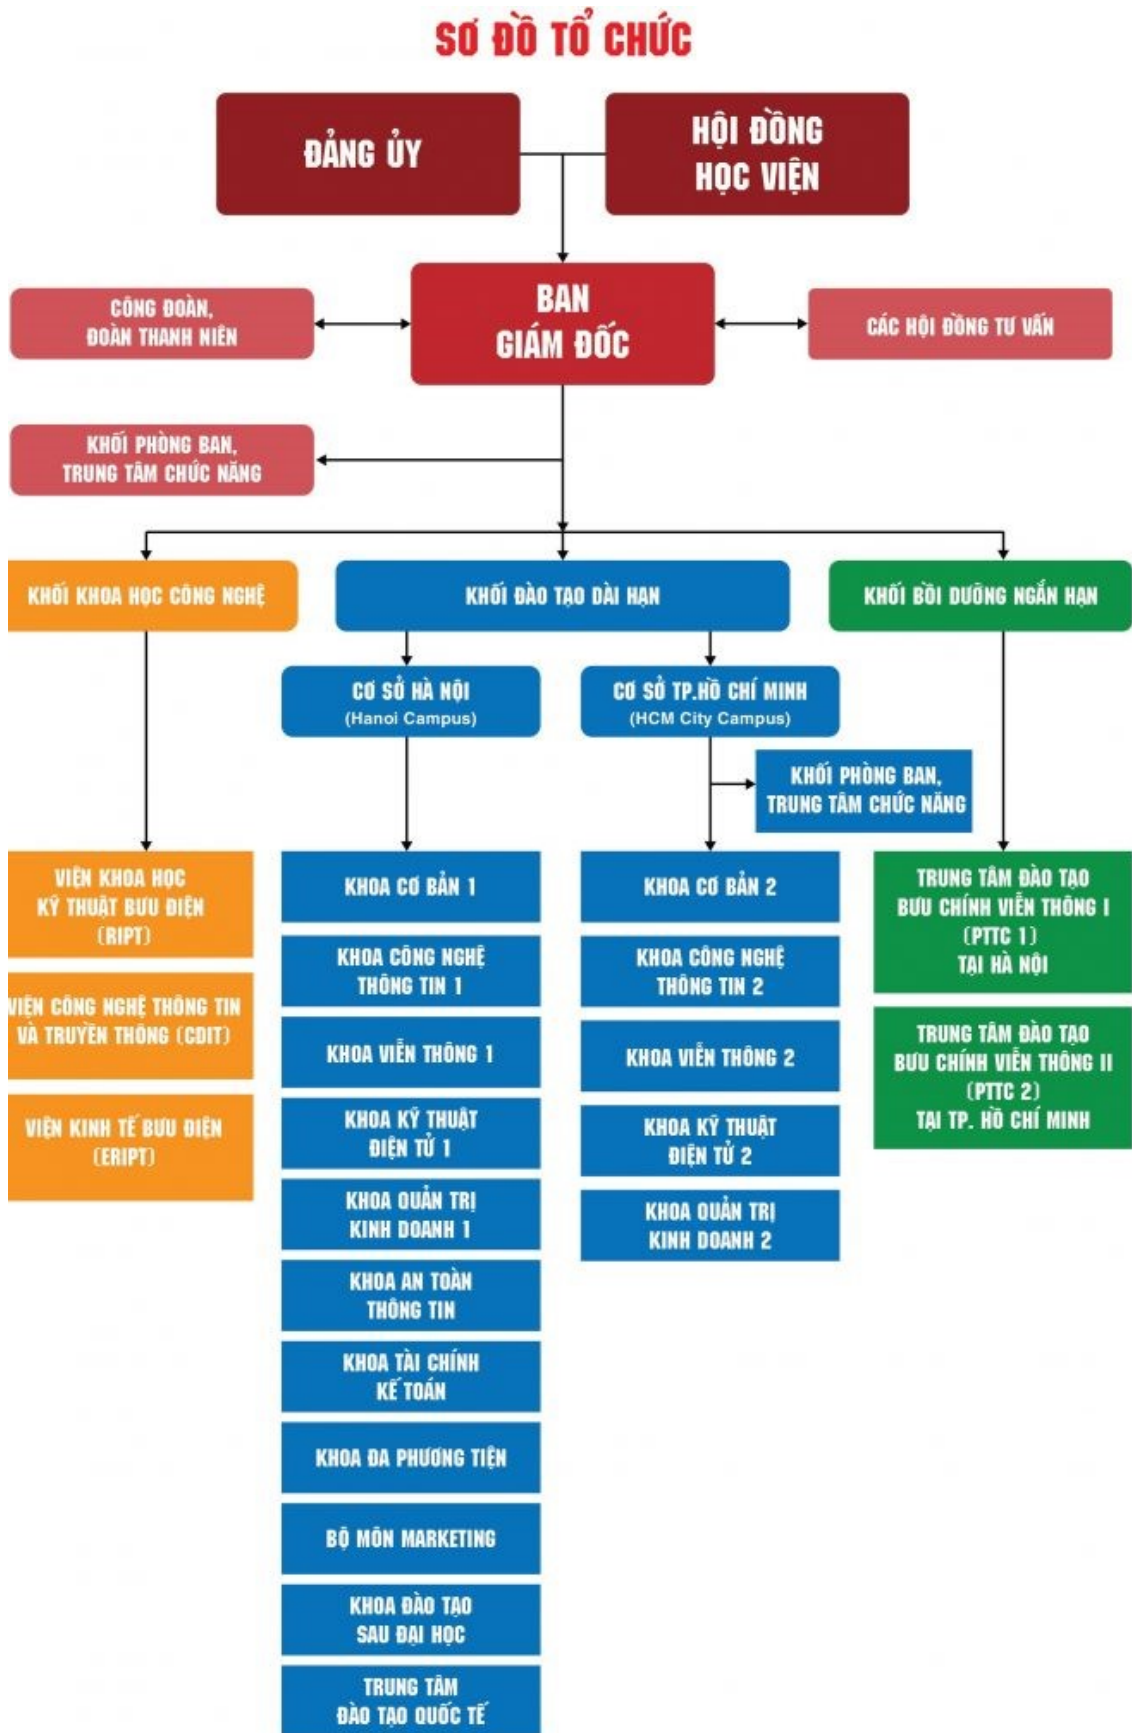 SƠ ĐỒ TỔ CHỨC
ĐẢNG ỦY
HỘI ĐỒNG
HỌC VIỆN
BAN
GIÁM ĐỐC
CÔNG ĐOÀN,
ĐOÀN THANH NIÊN
CÁC HỘI ĐỒNG TƯ VẤN
KHỐI PHÒNG BAN,
TRUNG TÂM CHỨC NĂNG
KHỐI KHOA HỌC CÔNG NGHỆ
KHỐI ĐÀO TẠO DÀI HẠN
KHỐI BỒI DƯỠNG NGẮN HẠN
CƠ SỞ HÀ NỘI
(Hanoi Campus)
CƠ SỞ TP.HỒ CHÍ MINH
(HCM City Campus)
KHỐI PHÒNG BAN,
TRUNG TÂM CHỨC NĂNG
VIỆN KHOA HỌC
KỸ THUẬT BƯU ĐIỆN
(RIPT)
VIỆN CÔNG NGHỆ THÔNG TIN
VÀ TRUYỀN THÔNG (CDIT)
VIỆN KINH TẾ BƯU ĐIỆN
(ERIPT)
KHOA CƠ BẢN 1
KHOA CÔNG NGHỆ
THÔNG TIN 1
KHOA VIỄN THÔNG 1
KHOA KỸ THUẬT
ĐIỆN TỬ 1
KHOA QUẢN TRỊ
KINH DOANH 1
KHOA AN TOÀN
THÔNG TIN
KHOA TÀI CHÍNH
KẾ TOÁN
KHOA ĐA PHƯƠNG TIỆN
BỘ MÔN MARKETING
KHOA ĐÀO TẠO
SAU ĐẠI HỌC
TRUNG TÂM
ĐÀO TẠO QUỐC TẾ
KHOA CƠ BẢN 2
KHOA CÔNG NGHỆ
THÔNG TIN 2
KHOA VIỄN THÔNG 2
KHOA KỸ THUẬT
ĐIỆN TỬ 2
KHOA QUẢN TRỊ
KINH DOANH 2
TRUNG TÂM ĐÀO TẠO
BƯU CHÍNH VIỄN THÔNG I
(PTTC 1)
TẠI HÀ NỘI
TRUNG TÂM ĐÀO TẠO
BƯU CHÍNH VIỄN THÔNG II
(PTTC 2)
TẠI TP. HỒ CHÍ MINH